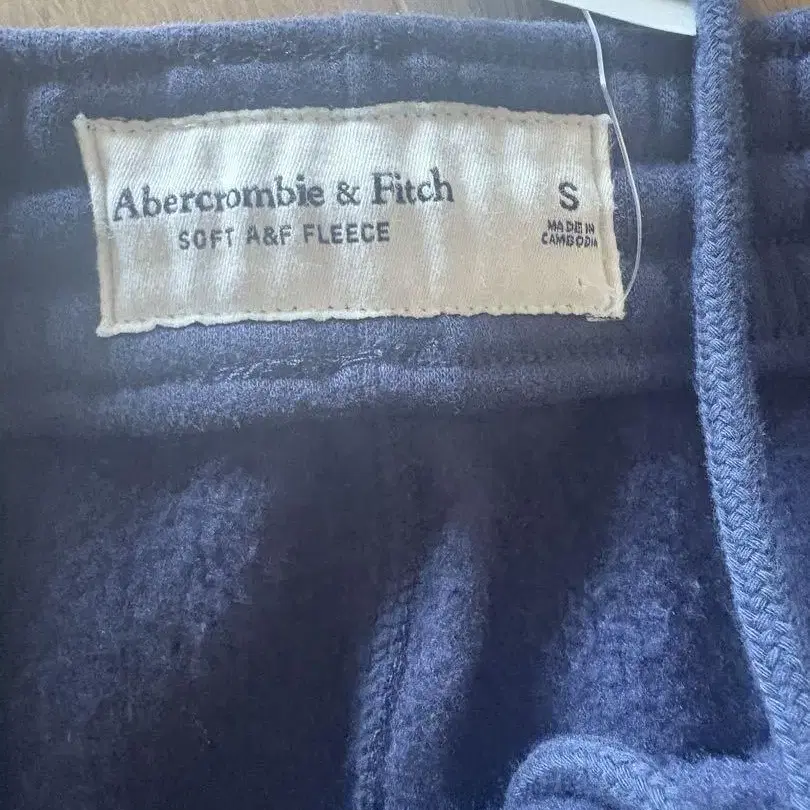 Abercrombie & Fitch
SOFT A&F FLEECE
S
MADE IN
CAMBODIA